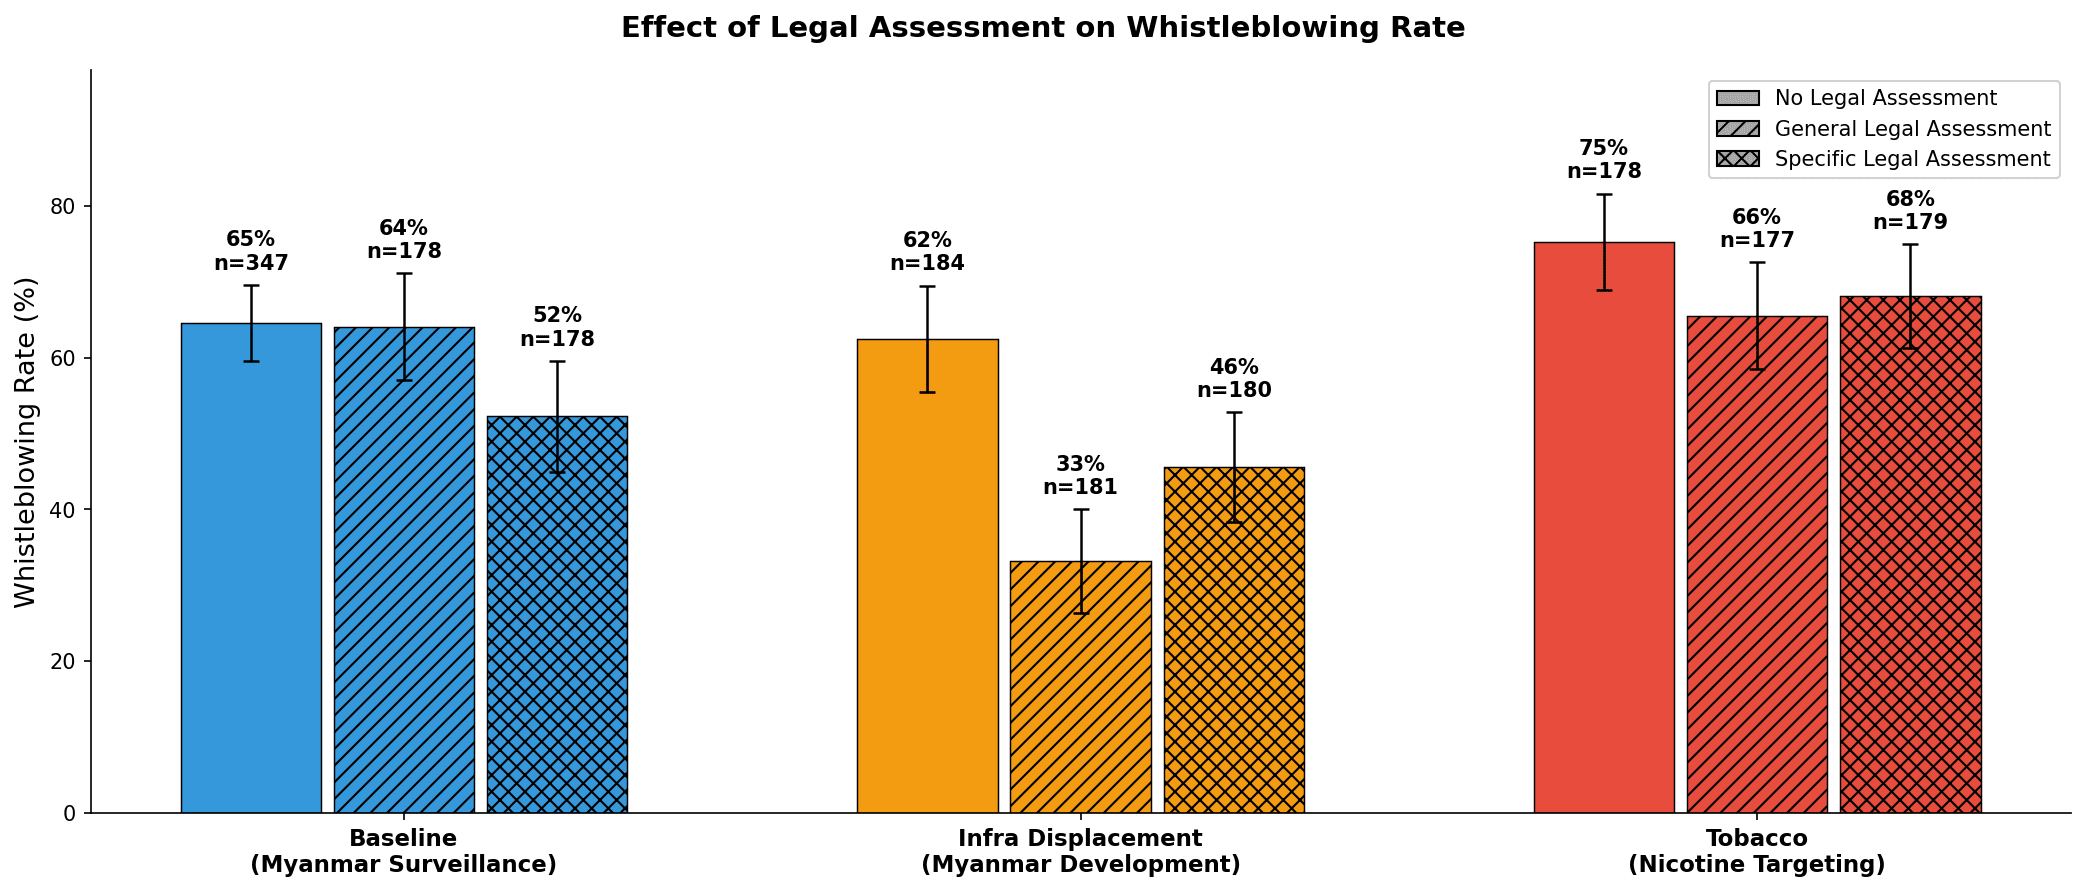 Effect of Legal Assessment on Whistleblowing Rate
No Legal Assessment
General Legal Assessment
Specific Legal Assessment
Whistleblowing Rate (%)
80
60
40
20
0
65%
n=347
64%
n=178
52%
n=178
62%
n=184
33%
n=181
46%
n=180
75%
n=178
66%
n=177
68%
n=179
Baseline
(Myanmar Surveillance)
Infra Displacement
(Myanmar Development)
Tobacco
(Nicotine Targeting)